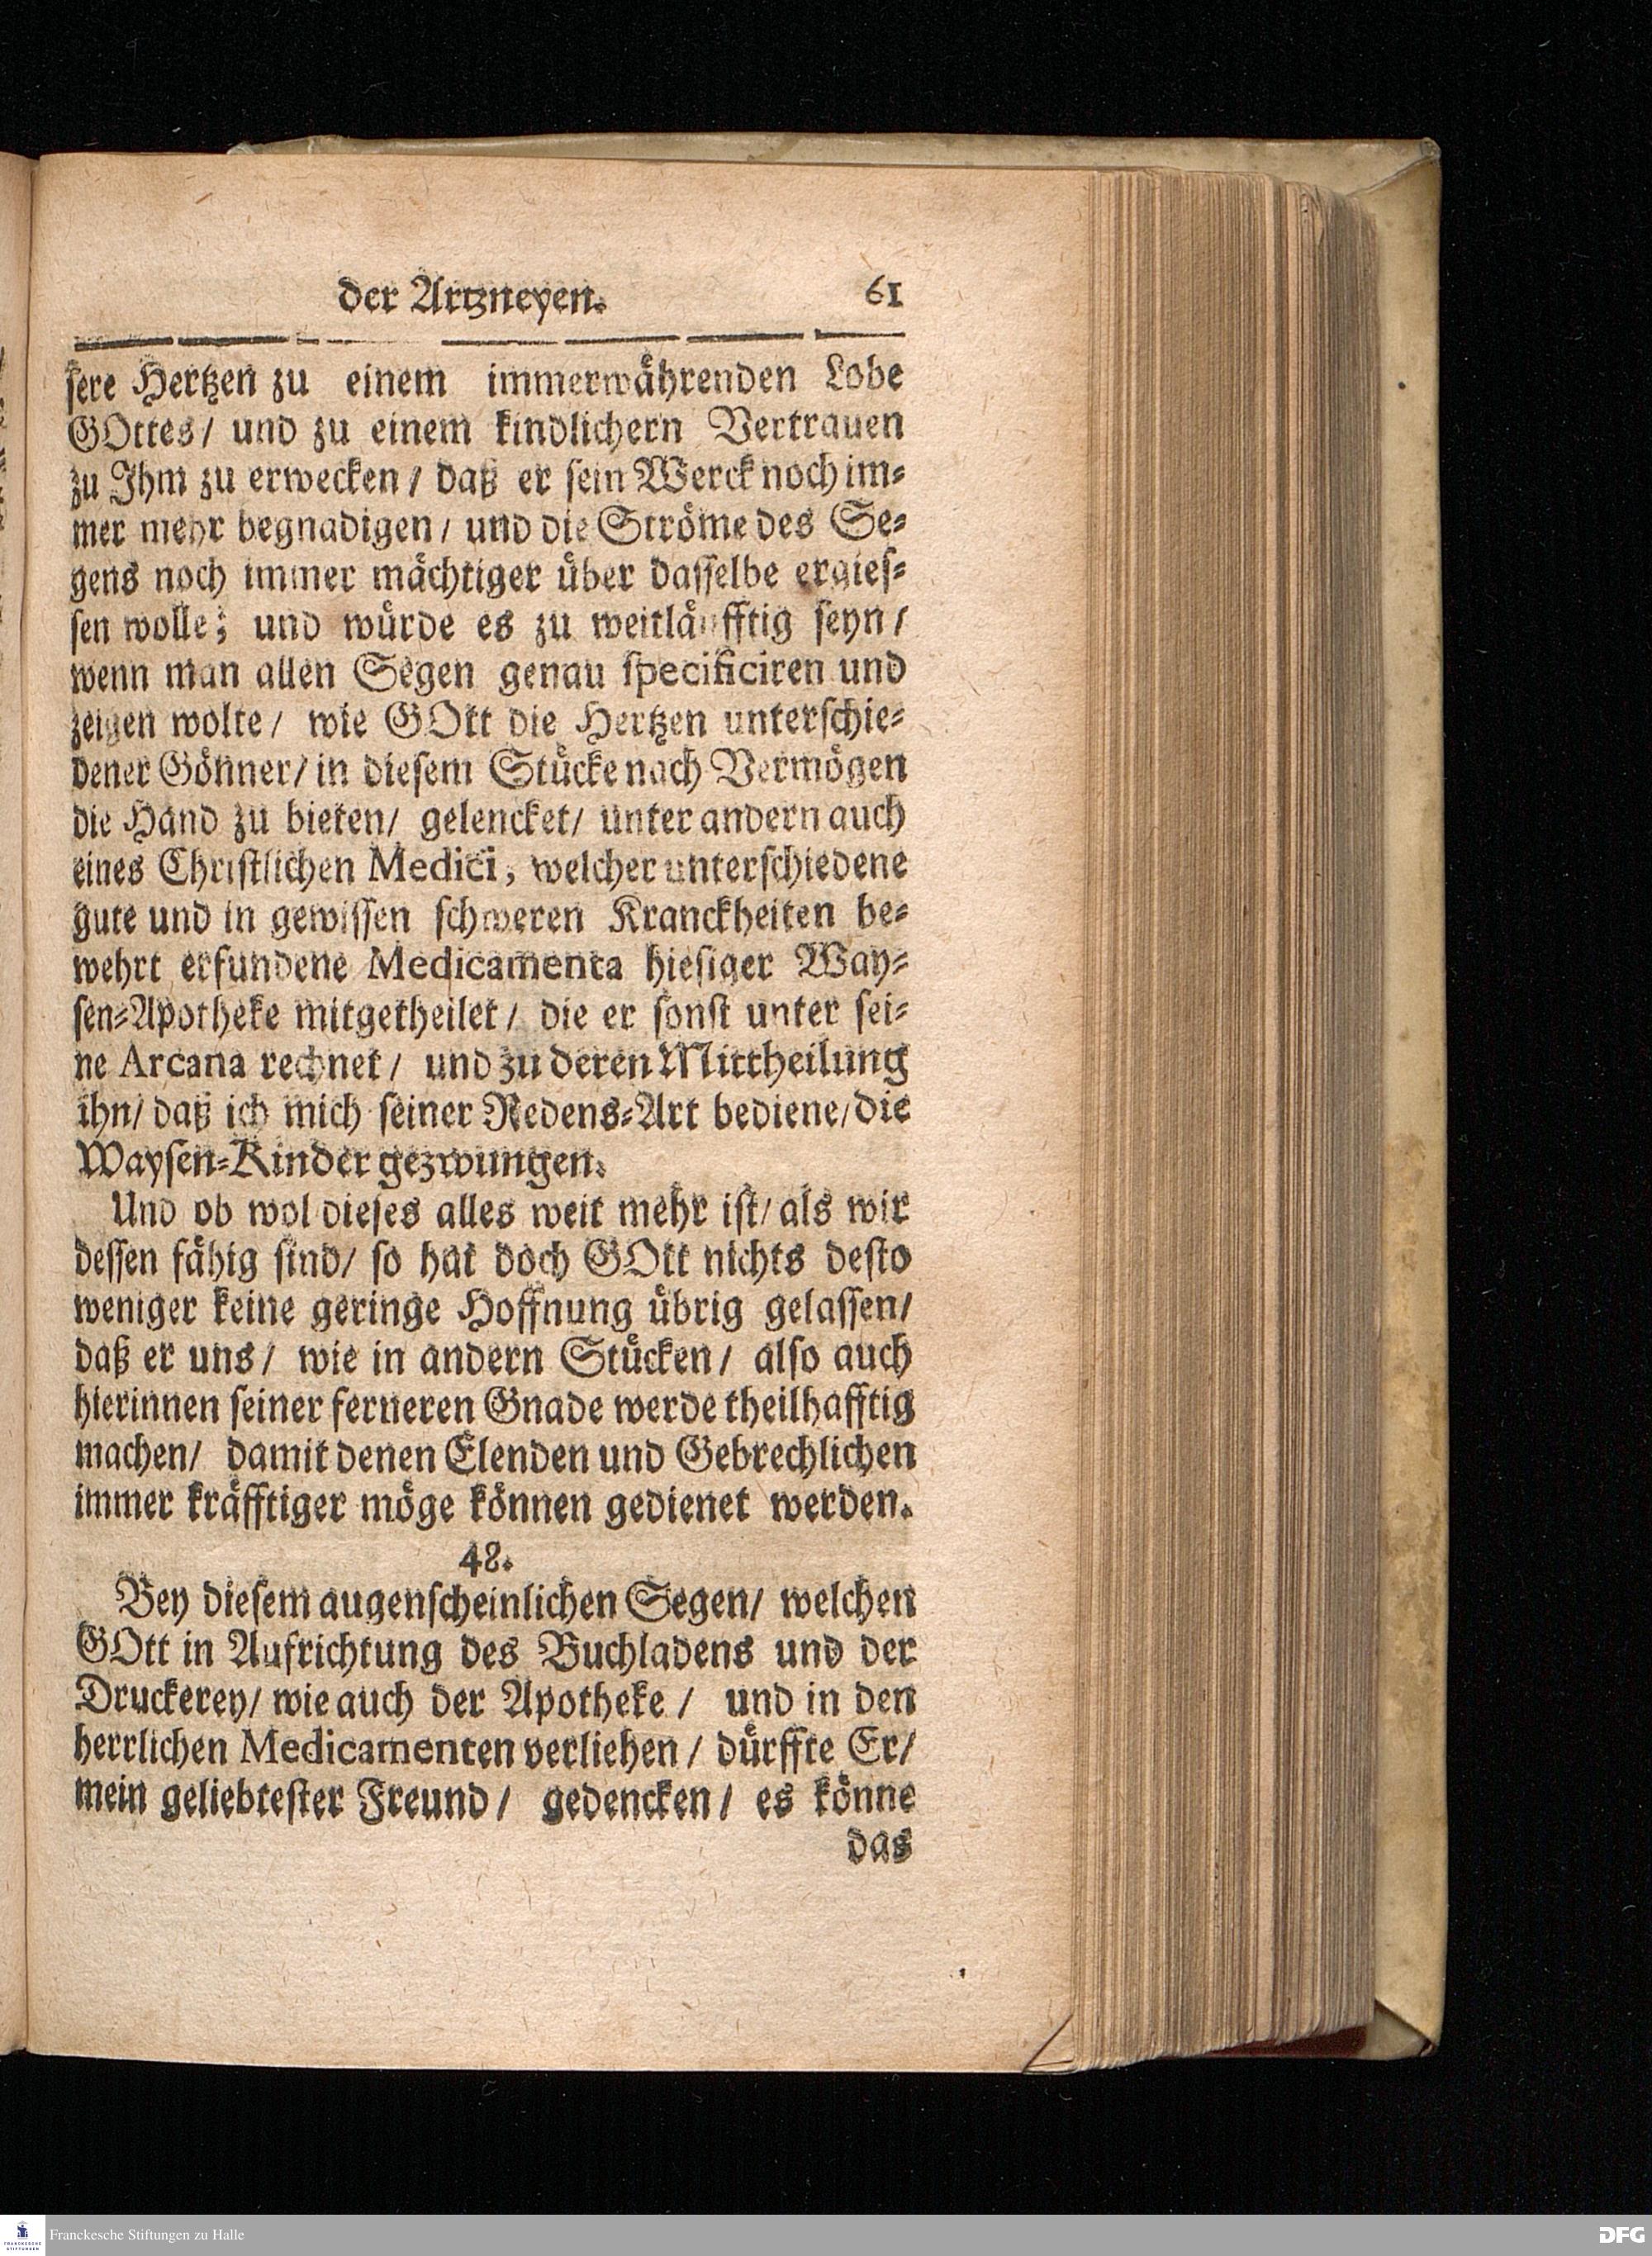 der Artzneyen. 61
sere Hertzen zu einem immerwährenden Lobe
GOttes/ und zu einem kindlichern Vertrauen
zu Ihm zu erwecken/ daß er sein Werck noch im-
mer mehr begnadigen/ und die Ströme des Se-
gens noch immer mächtiger über dasselbe ergies-
sen wolle; und würde es zu weitläufftig seyn/
wenn man allen Segen genau specificiren und
zeigen wolte/ wie GOtt die Hertzen unterschie-
dener Gönner/ in diesem Stücke nach Vermögen
die Hand zu bieten/ gelencket/ unter andern auch
eines Christlichen Medici, welcher unterschiedene
gute und in gewissen schweren Kranckheiten be-
wehrt erfundene Medicamenta hiesiger Way-
sen-Apotheke mitgetheilet/ die er sonst unter sei-
ne Arcana rechnet/ und zu deren Mittheilung
ihn/ daß ich mich seiner Redens-Art bediene/ die
Waysen-Kinder gezwungen.
Und ob wol dieses alles weit mehr ist/ als wir
dessen fähig sind/ so hat doch GOtt nichts desto
weniger keine geringe Hoffnung übrig gelassen/
daß er uns/ wie in andern Stücken/ also auch
hierinnen seiner ferneren Gnade werde theilhafftig
machen/ damit denen Elenden und Gebrechlichen
immer kräfftiger möge können gedienet werden.
48.
Bey diesem augenscheinlichen Segen/ welchen
GOtt in Aufrichtung des Buchladens und der
Druckerey/ wie auch der Apotheke/ und in den
herrlichen Medicamenten verliehen/ dürffte Er/
mein geliebtester Freund/ gedencken/ es könne
das
FRANCKESCHE
STIFTUNGEN
Franckesche Stiftungen zu Halle
DFG